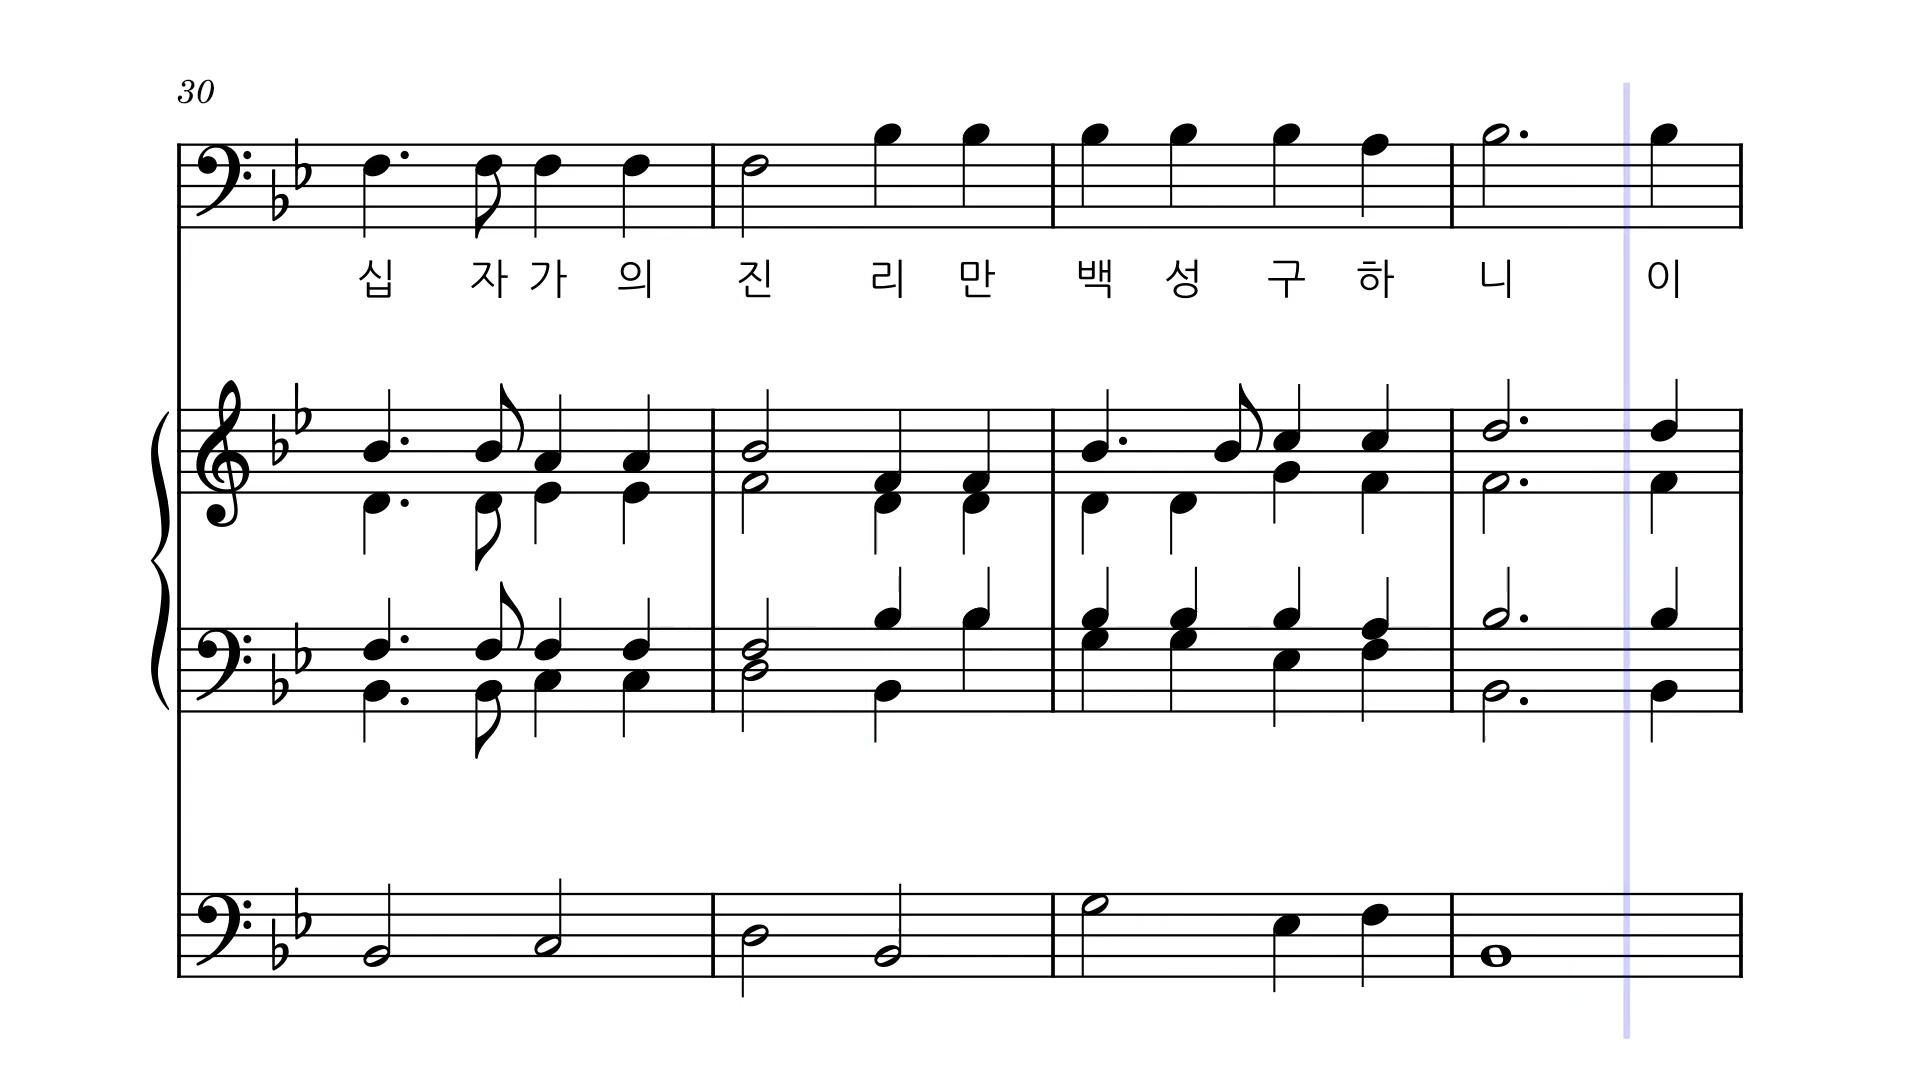 30
십 자 가 의 진 리 만 백 성 구 하 니 이